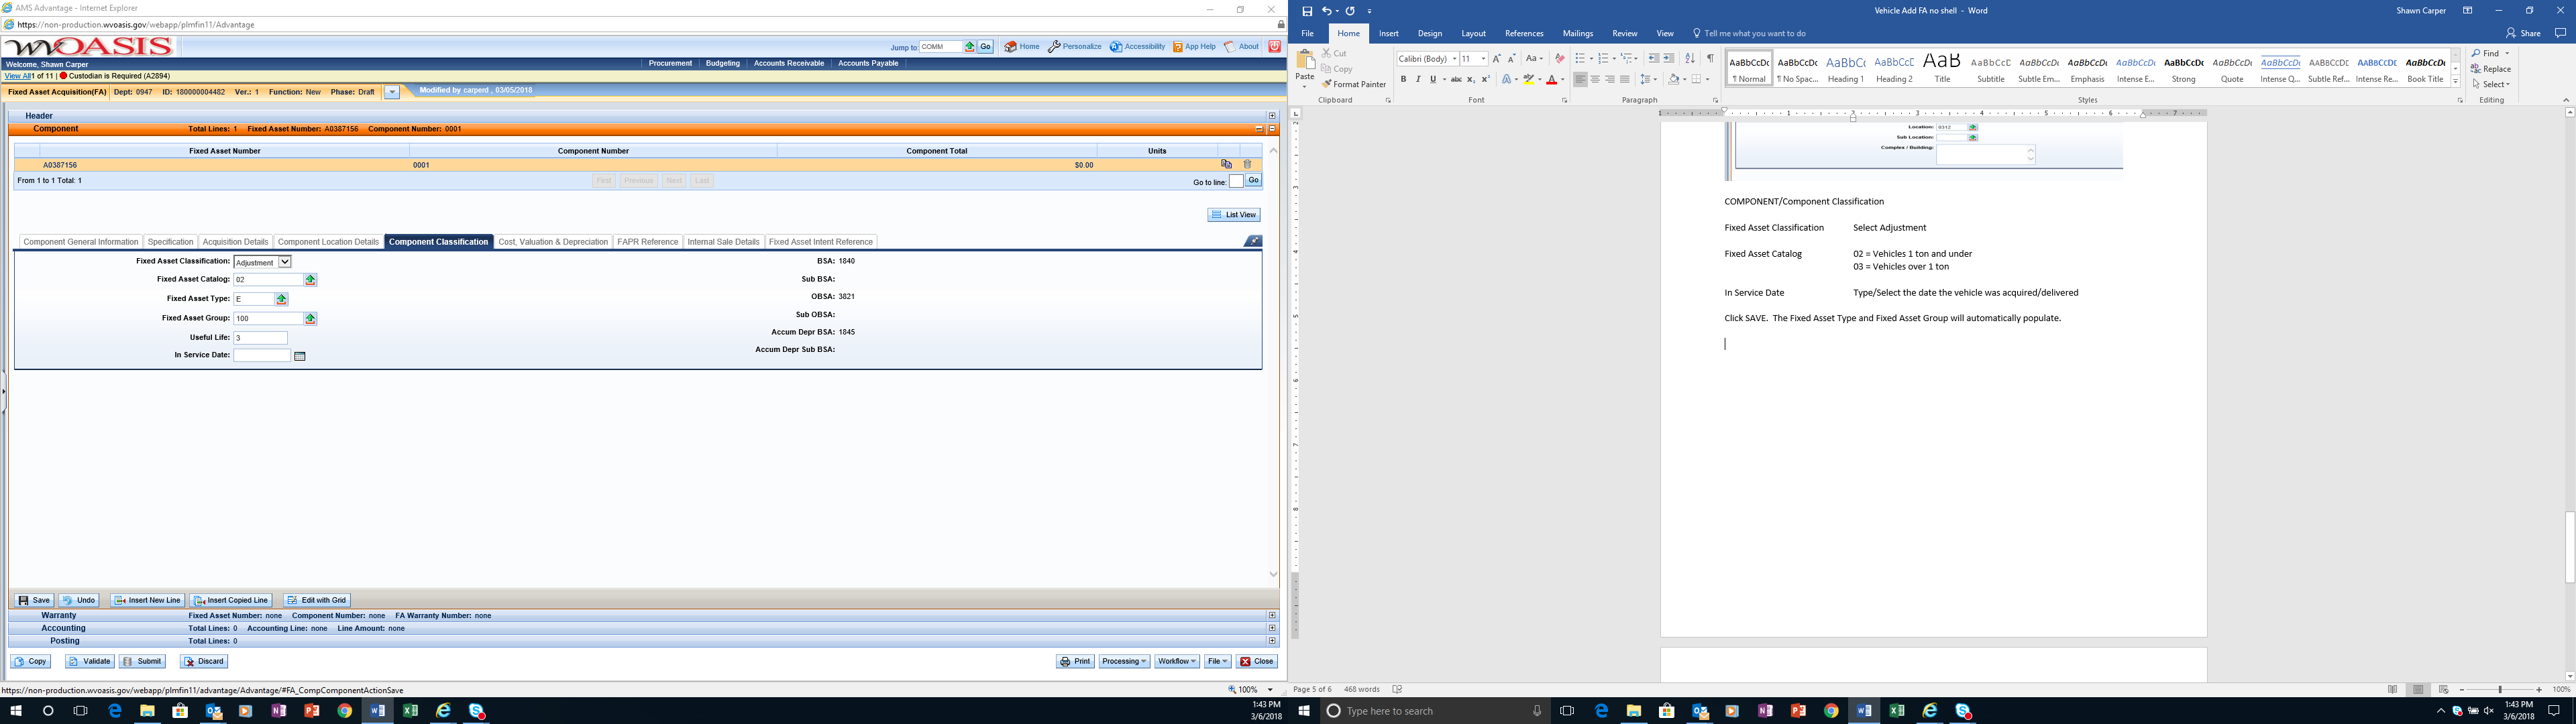 AMS Advantage - Internet Explorer
https://non-production.wvoasis.gov/webapp/plmfin11/Advantage
wvOASIS
Jump to: COMM Go Home Personalize Accessibility App Help About
Welcome, Shawn Carper
Procurement Budgeting Accounts Receivable Accounts Payable
View All 1 of 11 | Custodian is Required (A2894)
Fixed Asset Acquisition(FA) Dept: 0947 ID: 1800000004482 Ver.: 1 Function: New Phase: Draft Modified by carperd , 03/05/2018
Header
Component Total Lines: 1 Fixed Asset Number: A0387156 Component Number: 0001
Fixed Asset Number Component Number Component Total Units
A0387156 0001 $0.00
From 1 to 1 Total: 1 First Previous Next Last Go to line: Go
List View
Component General Information Specification Acquisition Details Component Location Details Component Classification Cost, Valuation & Depreciation FAPR Reference Internal Sale Details Fixed Asset Intent Reference
Fixed Asset Classification: Adjustment BSA: 1840
Fixed Asset Catalog: 02 Sub BSA:
Fixed Asset Type: E OBSA: 3821
Fixed Asset Group: 100 Sub OBSA:
Useful Life: 3 Accum Depr BSA: 1845
In Service Date: Accum Depr Sub BSA:
Save Undo Insert New Line Insert Copied Line Edit with Grid
Warranty Fixed Asset Number: none Component Number: none FA Warranty Number: none
Accounting Total Lines: 0 Accounting Line: none Line Amount: none
Posting Total Lines: 0
Copy Validate Submit Discard Print Processing Workflow File Close
https://non-production.wvoasis.gov/webapp/plmfin11/advantage/Advantage/#FA_CompComponentActionSave 100%
1:43 PM
3/6/2018
Vehicle Add FA no shell - Word Shawn Carper
File Home Insert Design Layout References Mailings Review View Tell me what you want to do Share
Paste Cut Copy Format Painter
Clipboard
Calibri (Body) 11
B I U abc
Font
Paragraph
AaBbCcDc AaBbCcDc AaBbCc AaBbCcD AaB AaBbCcD AaBbCcDc AaBbCcDc AaBbCcDc AaBbCcDc AaBbCcDc AaBbCcDc AaBbCcDD AaBbCcDD AaBbCcDc
¶ Normal ¶ No Spac... Heading 1 Heading 2 Title Subtitle Subtle Em... Emphasis Intense E... Strong Quote Intense Q... Subtle Ref... Intense Re... Book Title
Styles
Find Replace Select
Editing
Location: 0312
Sub Location:
Complex / Building:
COMPONENT/Component Classification
Fixed Asset Classification Select Adjustment
Fixed Asset Catalog 02 = Vehicles 1 ton and under
03 = Vehicles over 1 ton
In Service Date Type/Select the date the vehicle was acquired/delivered
Click SAVE. The Fixed Asset Type and Fixed Asset Group will automatically populate.
Page 5 of 6 468 words 100%
Type here to search
1:43 PM
3/6/2018